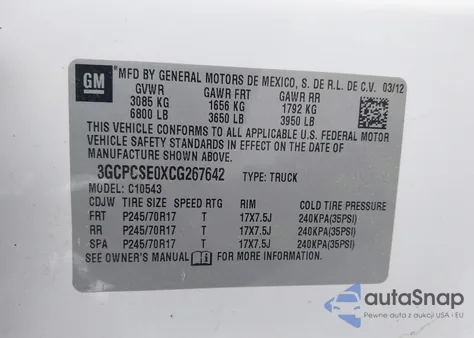 GM
*MFD BY GENERAL MOTORS DE MEXICO, S. DE R.L. DE C.V. 03/12
GVWR GAWR FRT GAWR RR
3085 KG 1656 KG 1792 KG
6800 LB 3650 LB 3950 LB
THIS VEHICLE CONFORMS TO ALL APPLICABLE U.S. FEDERAL MOTOR
VEHICLE SAFETY STANDARDS IN EFFECT ON THE DATE
OF MANUFACTURE SHOWN ABOVE.
3GCPCSE0XCG267642 TYPE: TRUCK
MODEL: C10543
CDJW TIRE SIZE SPEED RTG RIM COLD TIRE PRESSURE
FRT P245/70R17 T 17X7.5J 240KPA(35PSI)
RR P245/70R17 T 17X7.5J 240KPA(35PSI)
SPA P245/70R17 T 17X7.5J 240KPA(35PSI)
SEE OWNER'S MANUAL FOR MORE INFORMATION.
autoSnap
Pewne auta z aukcji USA i EU